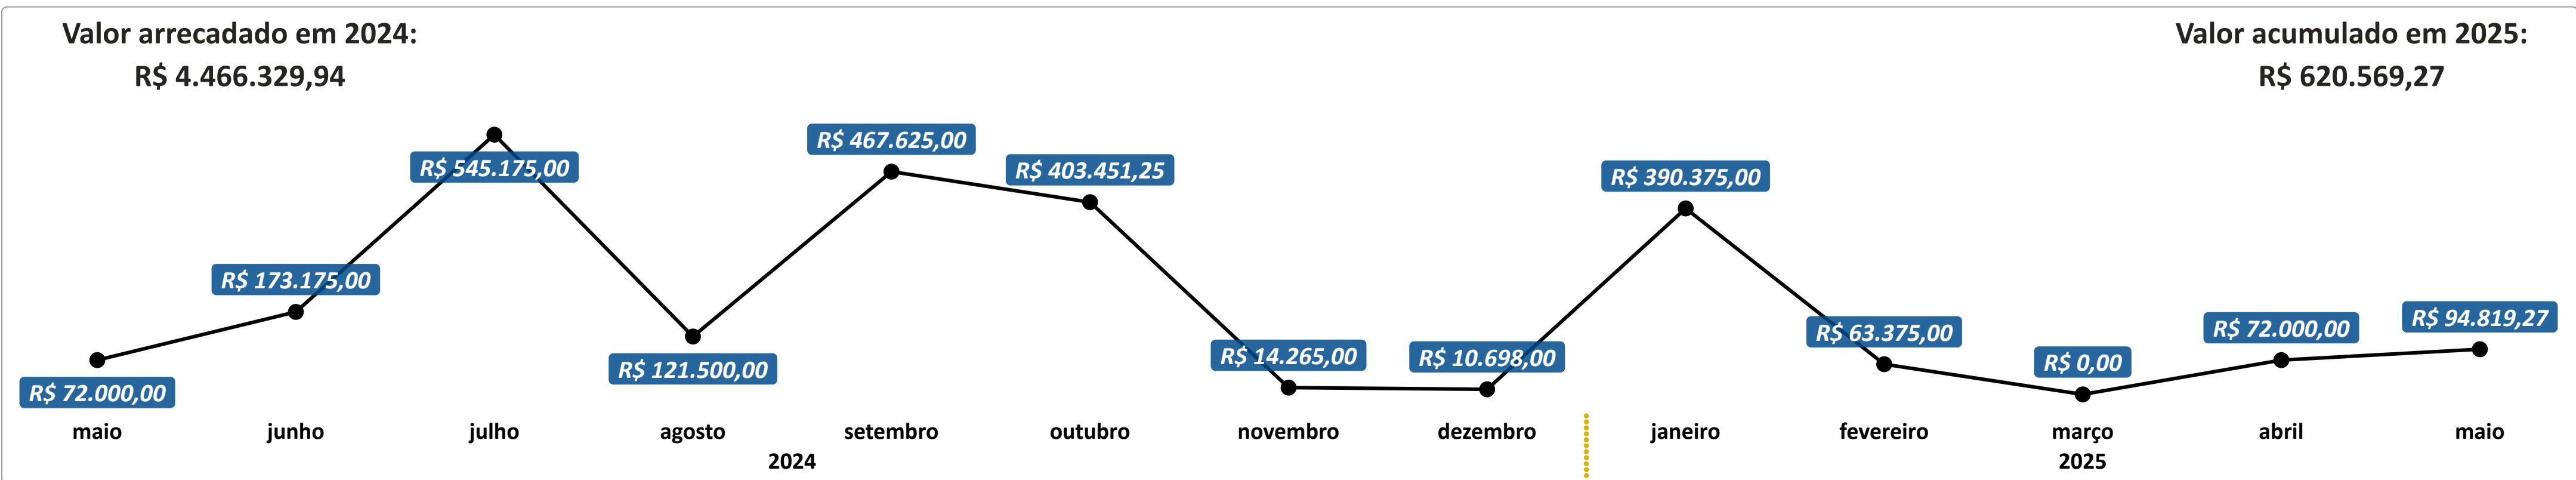 Valor arrecadado em 2024:
R$ 4.466.329,94
Valor acumulado em 2025:
R$ 620.569,27
R$ 72.000,00
R$ 173.175,00
R$ 545.175,00
R$ 121.500,00
R$ 467.625,00
R$ 403.451,25
R$ 14.265,00
R$ 10.698,00
R$ 390.375,00
R$ 63.375,00
R$ 0,00
R$ 72.000,00
R$ 94.819,27
maio junho julho agosto setembro outubro novembro dezembro janeiro fevereiro março abril maio
2024 2025